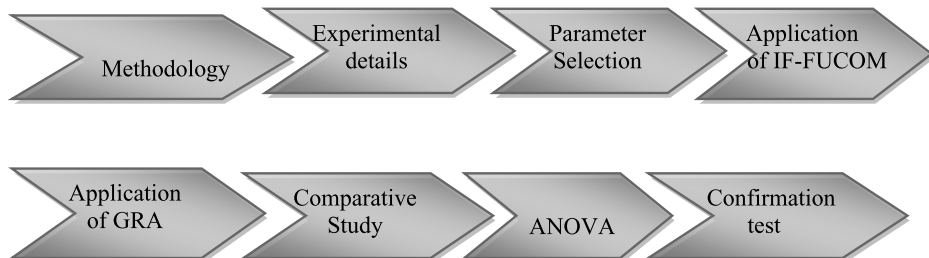 Methodology
Experimental
details
Parameter
Selection
Application
of IF-FUCOM
Application
of GRA
Comparative
Study
ANOVA
Confirmation
test